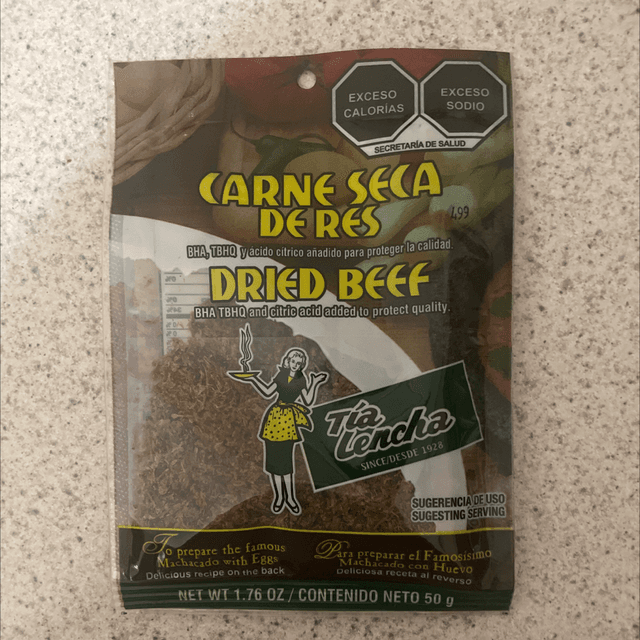 EXCESO
CALORÍAS
EXCESO
SODIO
SECRETARÍA DE SALUD
CARNE SECA
DE RES
4.99
BHA, TBHQ y acido citrico añadido para proteger la calidad.
DRIED BEEF
BHA TBHQ and citric acid added to protect quality.
Tía
Lencha
SINCE/DESDE 1928
SUGERENCIA DE USO
SUGESTING SERVING
To prepare the famous
Machacado with Eggs
Delicious recipe on the back
Para preparar el Famosísimo
Machacado con Huevo
Deliciosa receta al reverso
NET WT 1.76 OZ / CONTENIDO NETO 50 g